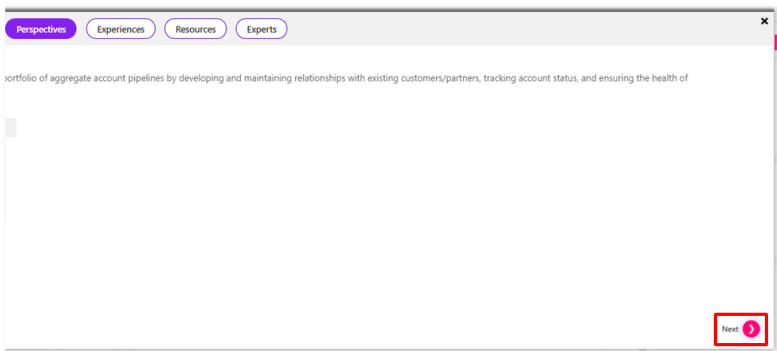 Perspectives Experiences Resources Experts
portfolio of aggregate account pipelines by developing and maintaining relationships with existing customers/partners, tracking account status, and ensuring the health of
Next